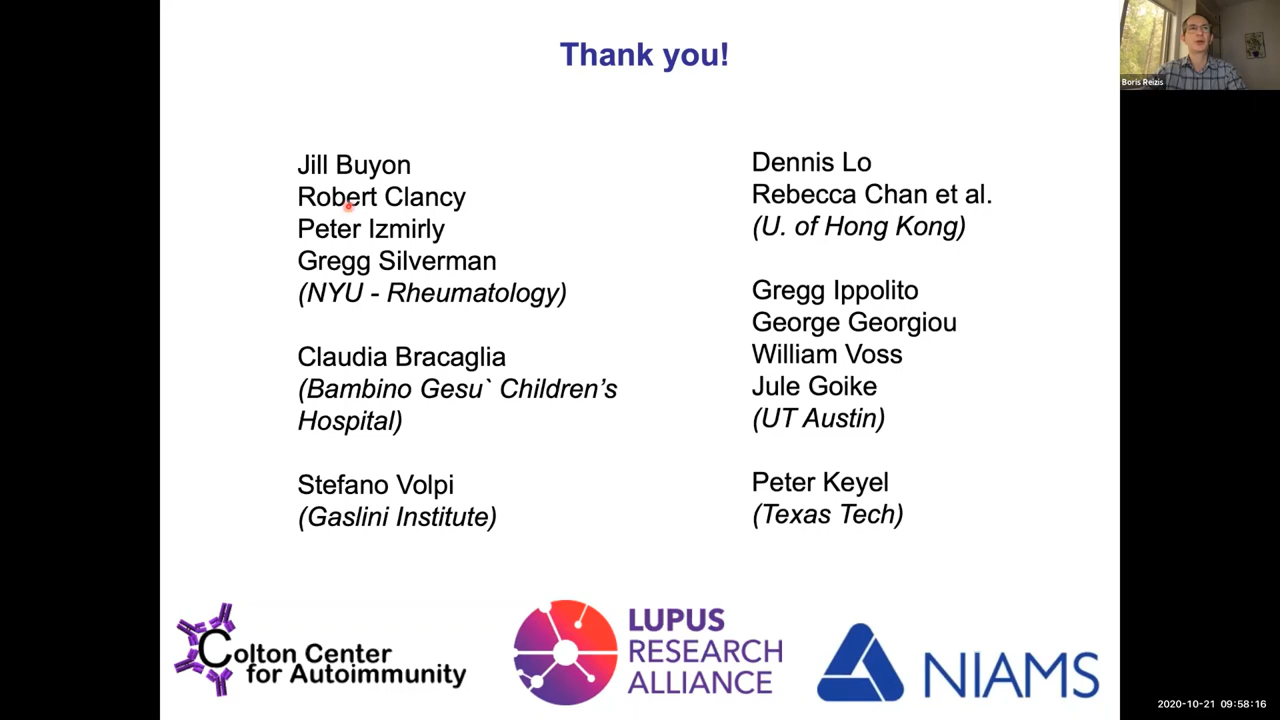 Thank you!
Boris Reizis
Jill Buyon
Robert Clancy
Peter Izmirly
Gregg Silverman
(NYU - Rheumatology)
Claudia Bracaglia
(Bambino Gesu` Children’s
Hospital)
Stefano Volpi
(Gaslini Institute)
Dennis Lo
Rebecca Chan et al.
(U. of Hong Kong)
Gregg Ippolito
George Georgiou
William Voss
Jule Goike
(UT Austin)
Peter Keyel
(Texas Tech)
Colton Center
for Autoimmunity
LUPUS
RESEARCH
ALLIANCE
NIAMS
2020-10-21 09:58:16